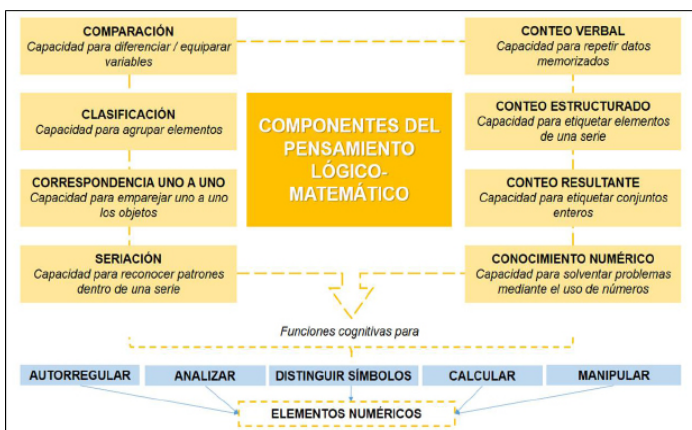 COMPARACIÓN
Capacidad para diferenciar / equiparar
variables
CLASIFICACIÓN
Capacidad para agrupar elementos
CORRESPONDENCIA UNO A UNO
Capacidad para emparejar uno a uno
los objetos
SERIACIÓN
Capacidad para reconocer patrones
dentro de una serie
COMPONENTES DEL
PENSAMIENTO
LÓGICO-
MATEMÁTICO
CONTEO VERBAL
Capacidad para repetir datos
memorizados
CONTEO ESTRUCTURADO
Capacidad para etiquetar elementos
de una serie
CONTEO RESULTANTE
Capacidad para etiquetar conjuntos
enteros
CONOCIMIENTO NUMÉRICO
Capacidad para solventar problemas
mediante el uso de números
Funciones cognitivas para
AUTORREGULAR
ANALIZAR
DISTINGUIR SÍMBOLOS
CALCULAR
MANIPULAR
ELEMENTOS NUMÉRICOS